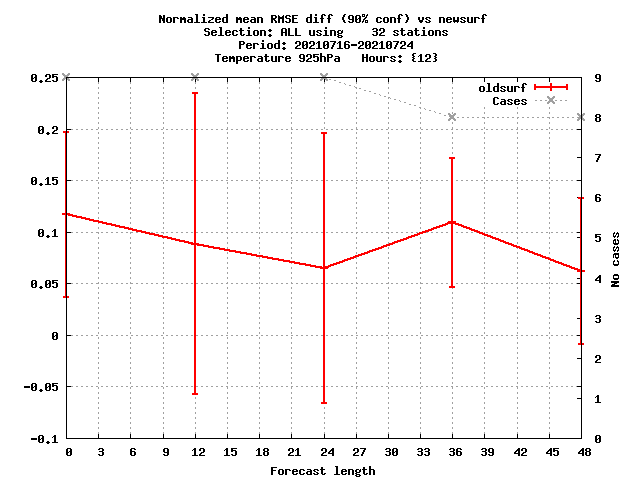 Normalized mean RMSE diff (90% conf) vs newsurf
Selection: ALL using    32 stations
Period: 20210716-20210724
Temperature 925hPa   Hours: {12}
oldsurf
Cases
0.25
0.2
0.15
0.1
0.05
0
-0.05
-0.1
9
8
7
6
5
4
3
2
1
0
No cases
0 3 6 9 12 15 18 21 24 27 30 33 36 39 42 45 48
Forecast length